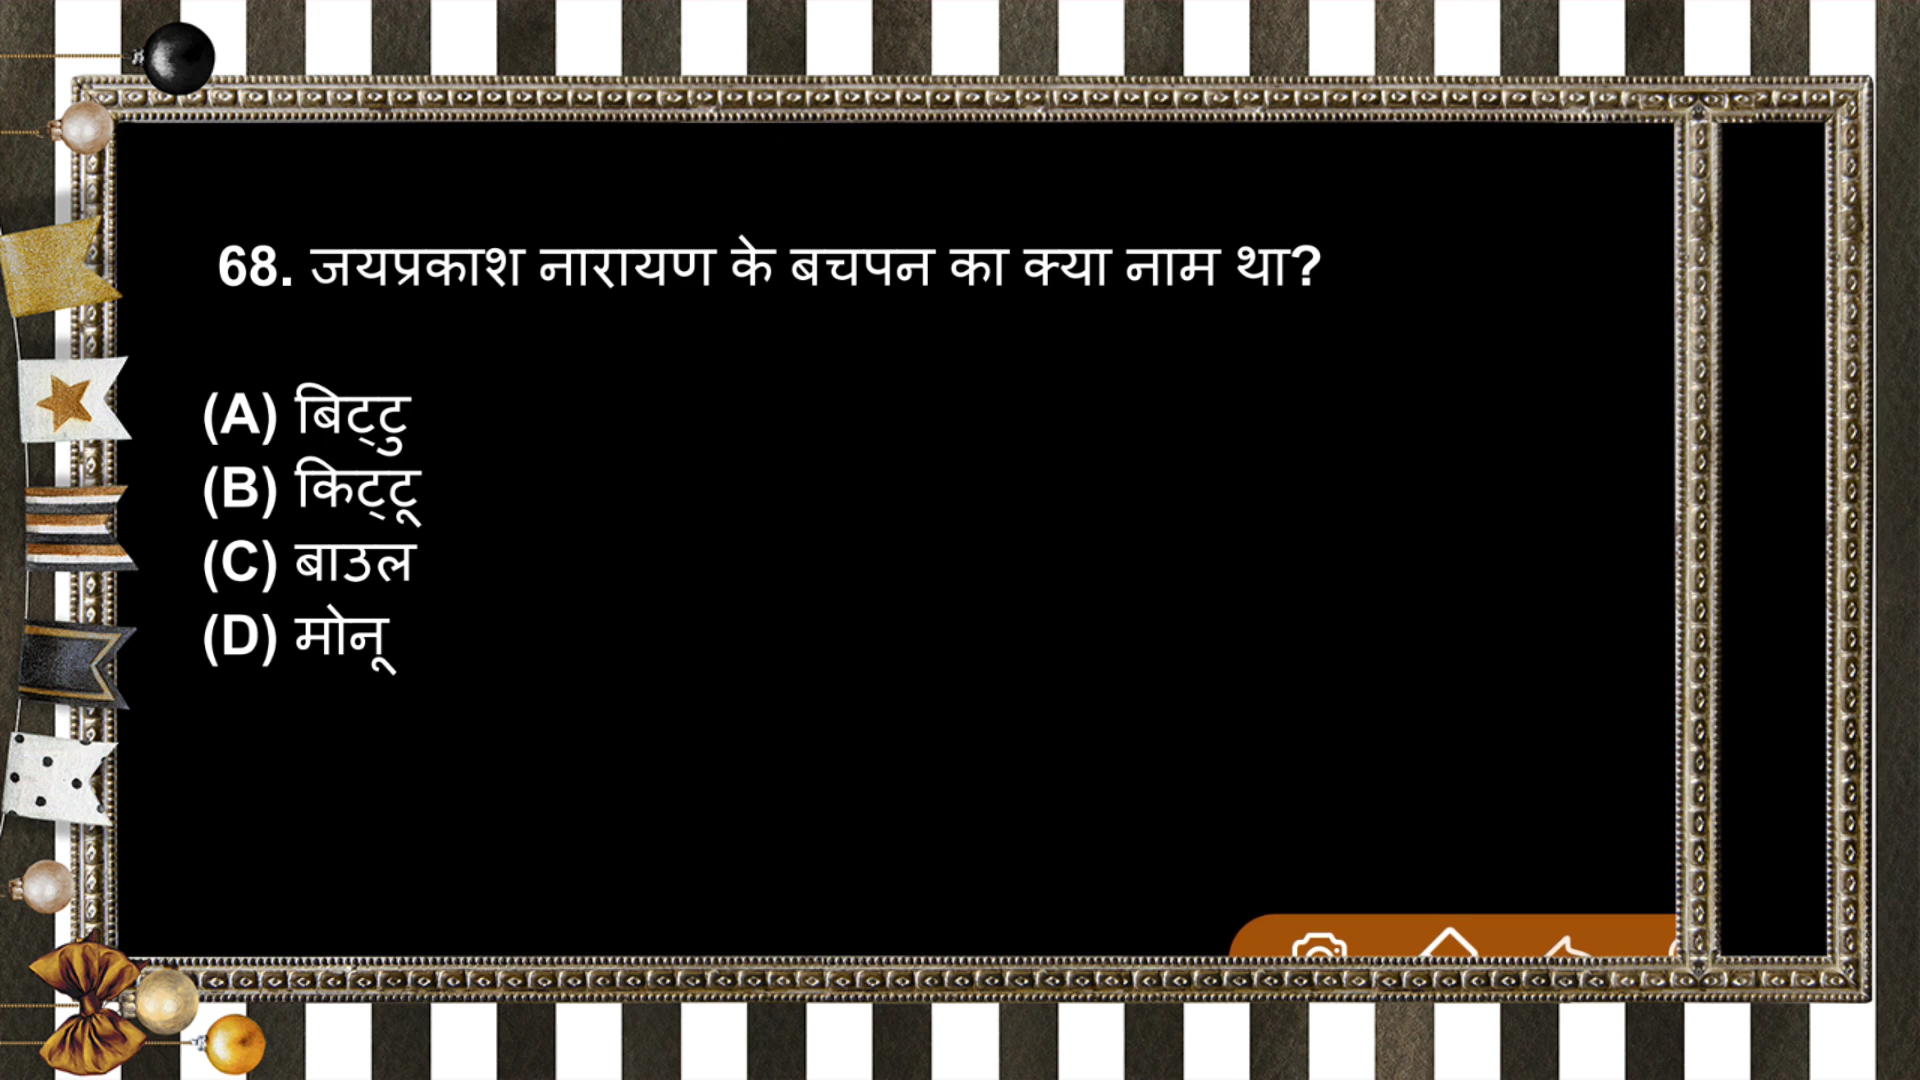 68. जयप्रकाश नारायण के बचपन का क्या नाम था?
(A) बिट्टु
(B) किट्टू
(C) बाउल
(D) मोनू